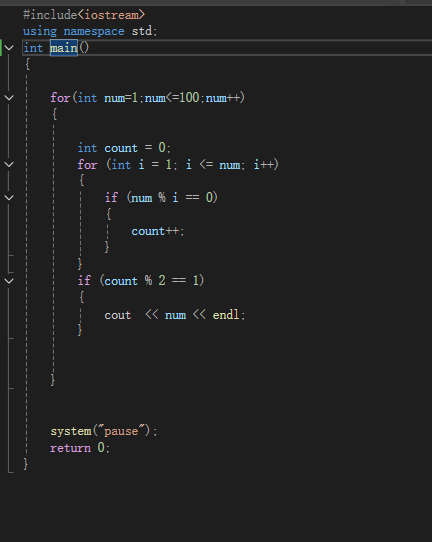 #include<iostream>
using namespace std;
int main()
{
for(int num=1;num<=100;num++)
{
int count = 0;
for (int i = 1; i <= num; i++)
{
if (num % i == 0)
{
count++;
}
}
if (count % 2 == 1)
{
cout  << num << endl;
}
}
system("pause");
return 0;
}